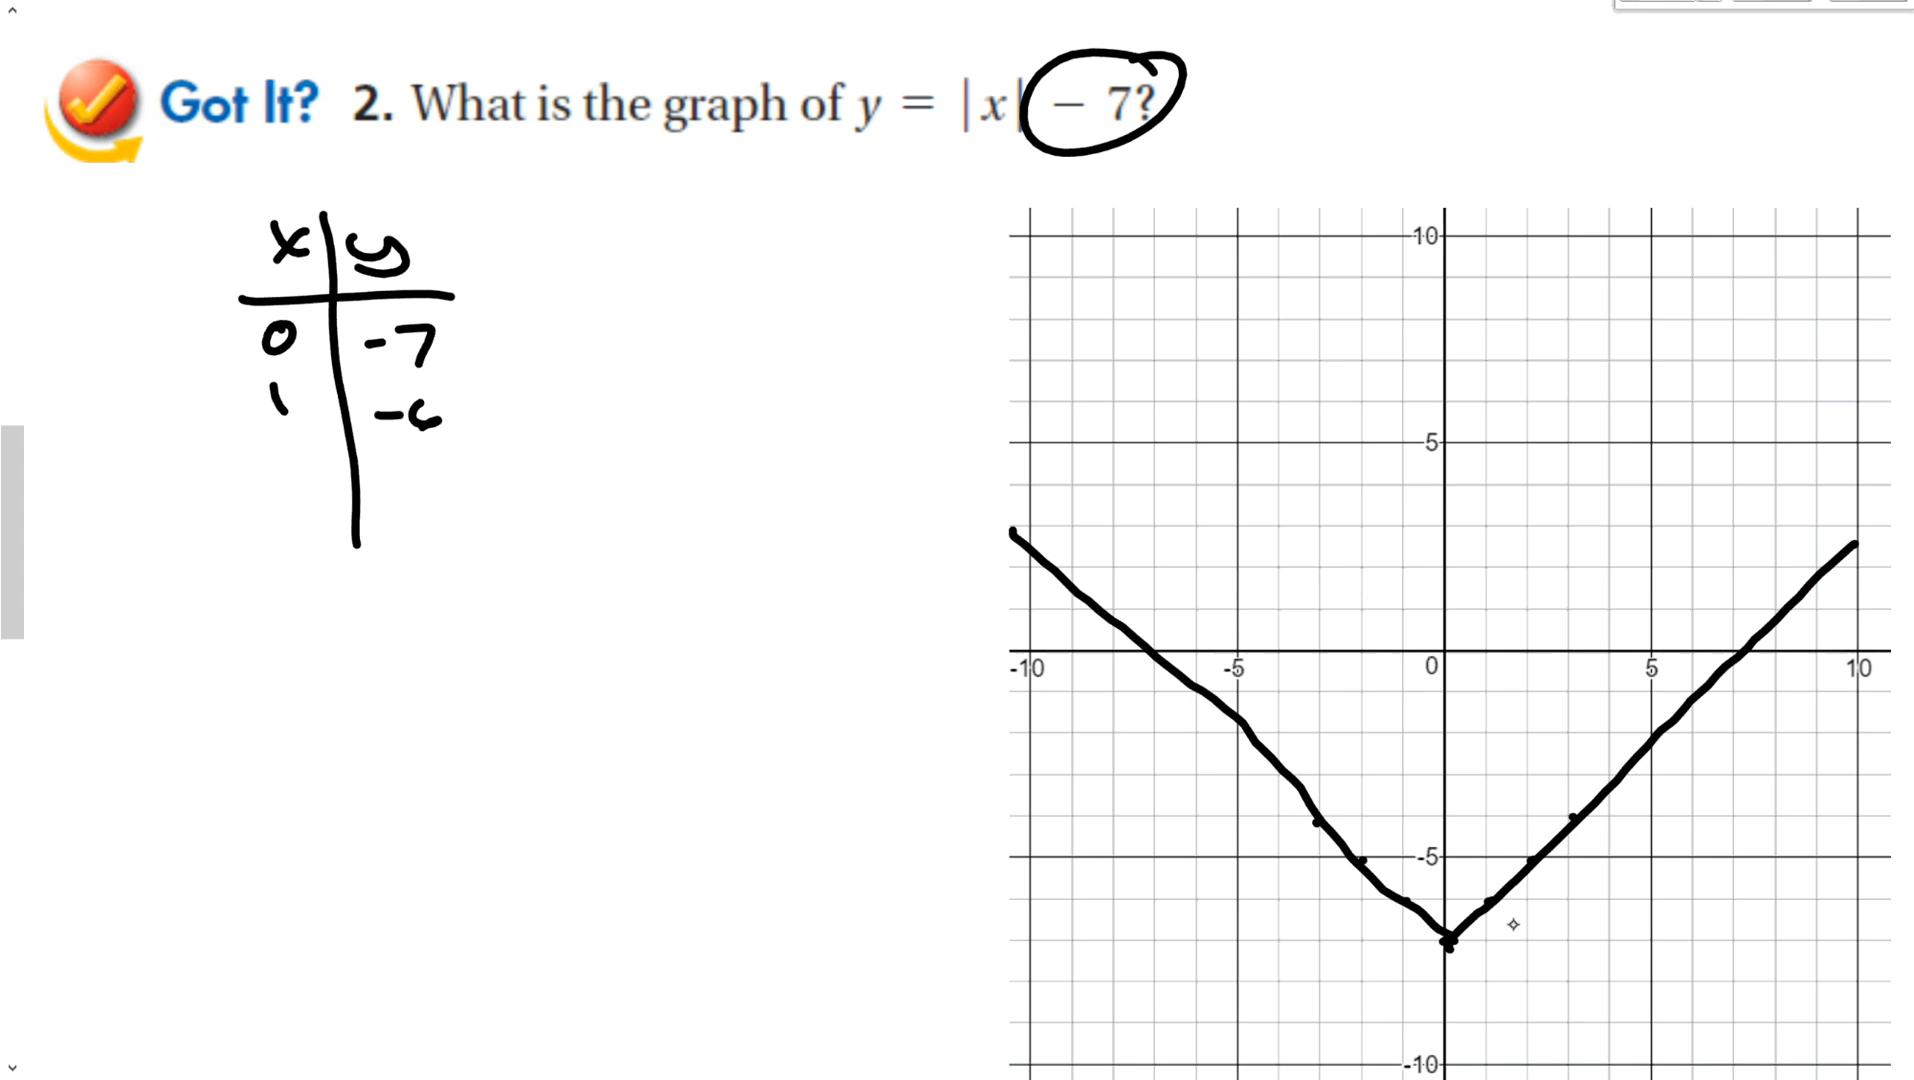 Got It? 2. What is the graph of y = |x| − 7?
x y
0 -7
1 -6
10
5
-10 -5 0 5 10
-5
-10